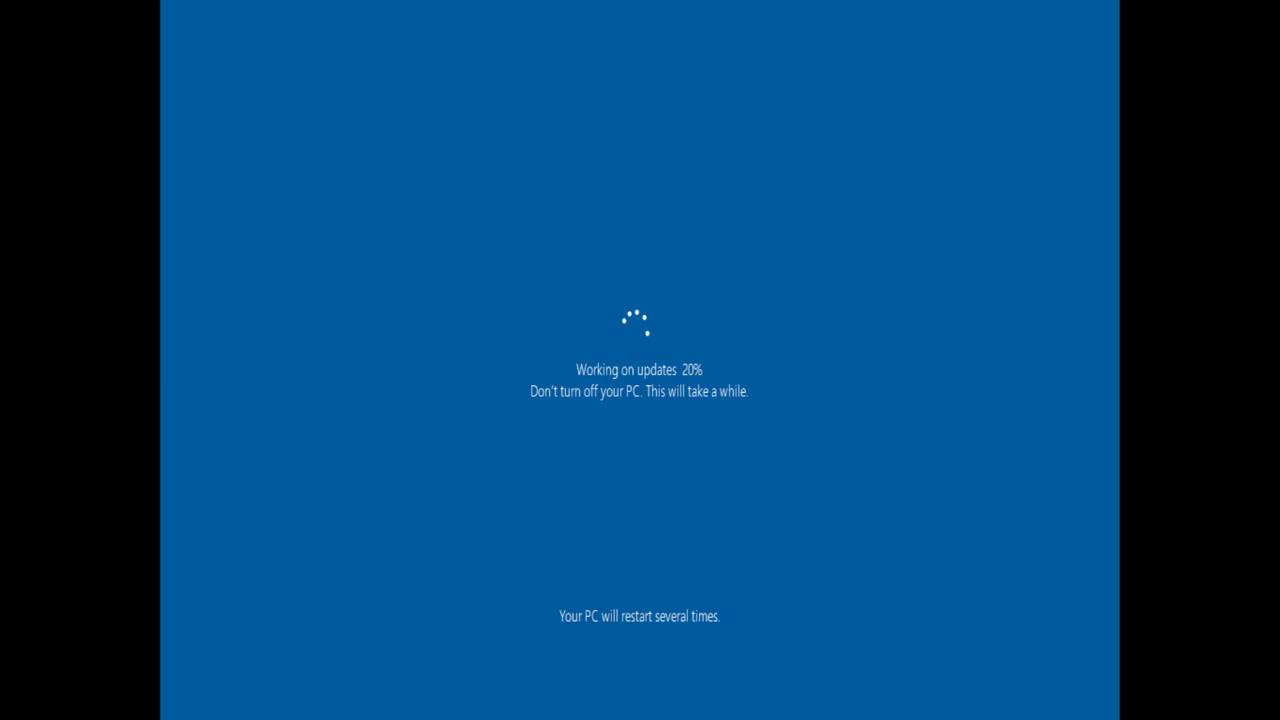 Working on updates 20%
Don't turn off your PC. This will take a while.
Your PC will restart several times.